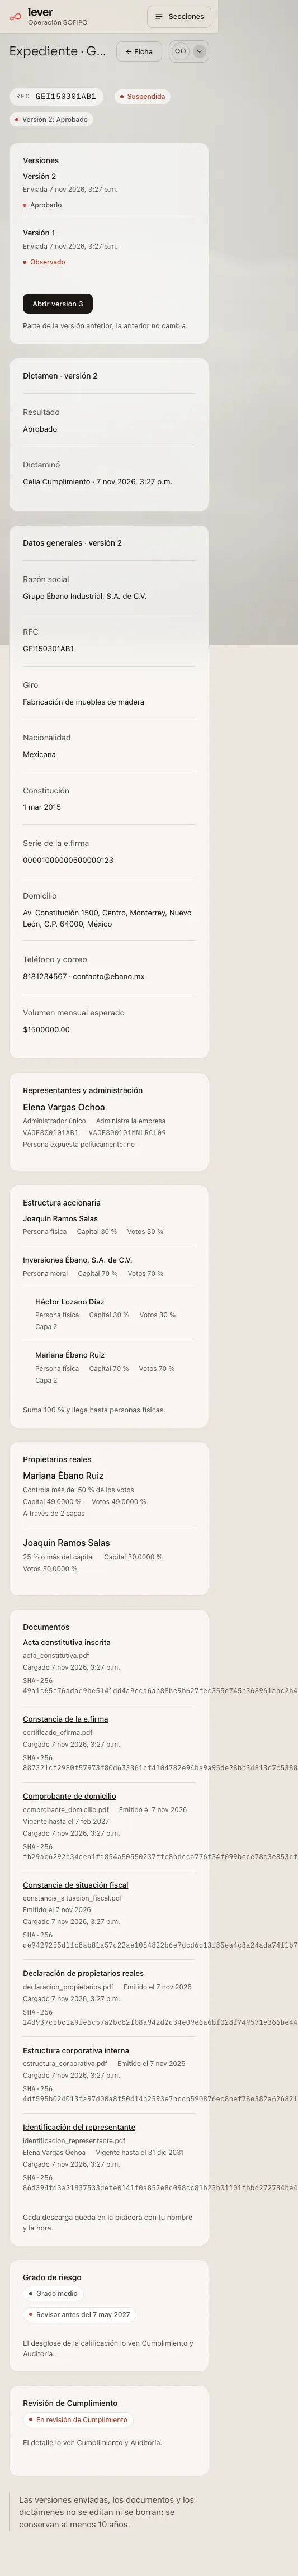 lever
Operación SOFIPO
Secciones
Expediente · G...
← Ficha
OO
RFC GEI150301AB1
Suspendida
Versión 2: Aprobado
Versiones
Versión 2
Enviada 7 nov 2026, 3:27 p.m.
Aprobado
Versión 1
Enviada 7 nov 2026, 3:27 p.m.
Observado
Abrir versión 3
Parte de la versión anterior; la anterior no cambia.
Dictamen · versión 2
Resultado
Aprobado
Dictaminó
Celia Cumplimiento · 7 nov 2026, 3:27 p.m.
Datos generales · versión 2
Razón social
Grupo Ébano Industrial, S.A. de C.V.
RFC
GEI150301AB1
Giro
Fabricación de muebles de madera
Nacionalidad
Mexicana
Constitución
1 mar 2015
Serie de la e.firma
00001000000500000123
Domicilio
Av. Constitución 1500, Centro, Monterrey, Nuevo
León, C.P. 64000, México
Teléfono y correo
8181234567 · contacto@ebano.mx
Volumen mensual esperado
$1500000.00
Representantes y administración
Elena Vargas Ochoa
Administrador único Administra la empresa
VAOE800101AB1 VAOE800101MNLRCL09
Persona expuesta políticamente: no
Estructura accionaria
Joaquín Ramos Salas
Persona física Capital 30 % Votos 30 %
Inversiones Ébano, S.A. de C.V.
Persona moral Capital 70 % Votos 70 %
Héctor Lozano Díaz
Persona física Capital 30 % Votos 30 %
Capa 2
Mariana Ébano Ruiz
Persona física Capital 70 % Votos 70 %
Capa 2
Suma 100 % y llega hasta personas físicas.
Propietarios reales
Mariana Ébano Ruiz
Controla más del 50 % de los votos
Capital 49.0000 % Votos 49.0000 %
A través de 2 capas
Joaquín Ramos Salas
25 % o más del capital Capital 30.0000 %
Votos 30.0000 %
Documentos
Acta constitutiva inscrita
acta_constitutiva.pdf
Cargado 7 nov 2026, 3:27 p.m.
SHA-256
Constancia de la e.firma
certificado_efirma.pdf
Cargado 7 nov 2026, 3:27 p.m.
SHA-256
Comprobante de domicilio
comprobante_domicilio.pdf Emitido el 7 nov 2026
Vigente hasta el 7 feb 2027
Cargado 7 nov 2026, 3:27 p.m.
SHA-256
Constancia de situación fiscal
constancia_situacion_fiscal.pdf
Emitido el 7 nov 2026
Cargado 7 nov 2026, 3:27 p.m.
SHA-256
Declaración de propietarios reales
declaracion_propietarios.pdf Emitido el 7 nov 2026
Cargado 7 nov 2026, 3:27 p.m.
SHA-256
Estructura corporativa interna
estructura_corporativa.pdf Emitido el 7 nov 2026
Cargado 7 nov 2026, 3:27 p.m.
SHA-256
Identificación del representante
identificacion_representante.pdf
Elena Vargas Ochoa Vigente hasta el 31 dic 2031
Cargado 7 nov 2026, 3:27 p.m.
SHA-256
Cada descarga queda en la bitácora con tu nombre
y la hora.
Grado de riesgo
Grado medio
Revisar antes del 7 may 2027
El desglose de la calificación lo ven Cumplimiento y
Auditoría.
Revisión de Cumplimiento
En revisión de Cumplimiento
El detalle lo ven Cumplimiento y Auditoría.
Las versiones enviadas, los documentos y los
dictámenes no se editan ni se borran: se
conservan al menos 10 años.